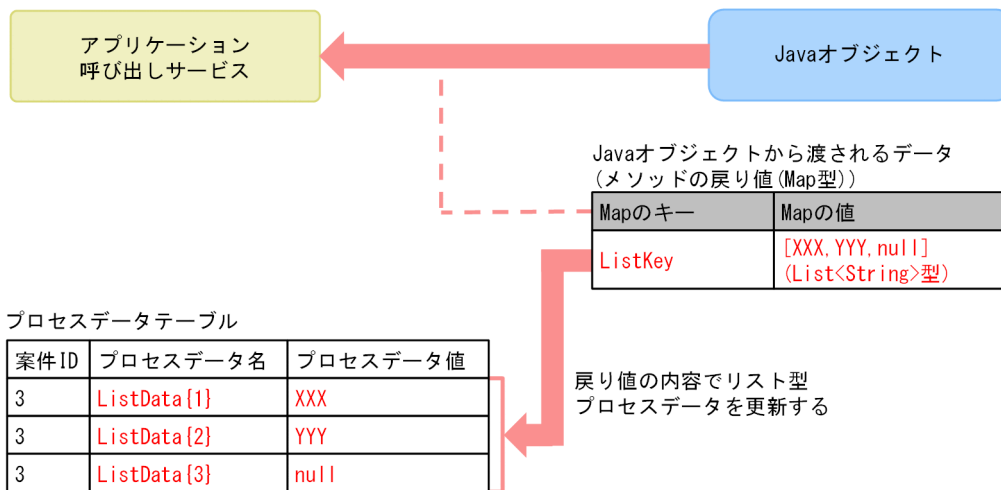 アプリケーション
呼び出しサービス
Javaオブジェクト
Javaオブジェクトから渡されるデータ
(メソッドの戻り値(Map型))
Mapのキー Mapの値
ListKey [XXX,YYY,null]
(List<String>型)
プロセスデータテーブル
案件ID プロセスデータ名 プロセスデータ値
3 ListData{1} XXX
3 ListData{2} YYY
3 ListData{3} null
戻り値の内容でリスト型
プロセスデータを更新する